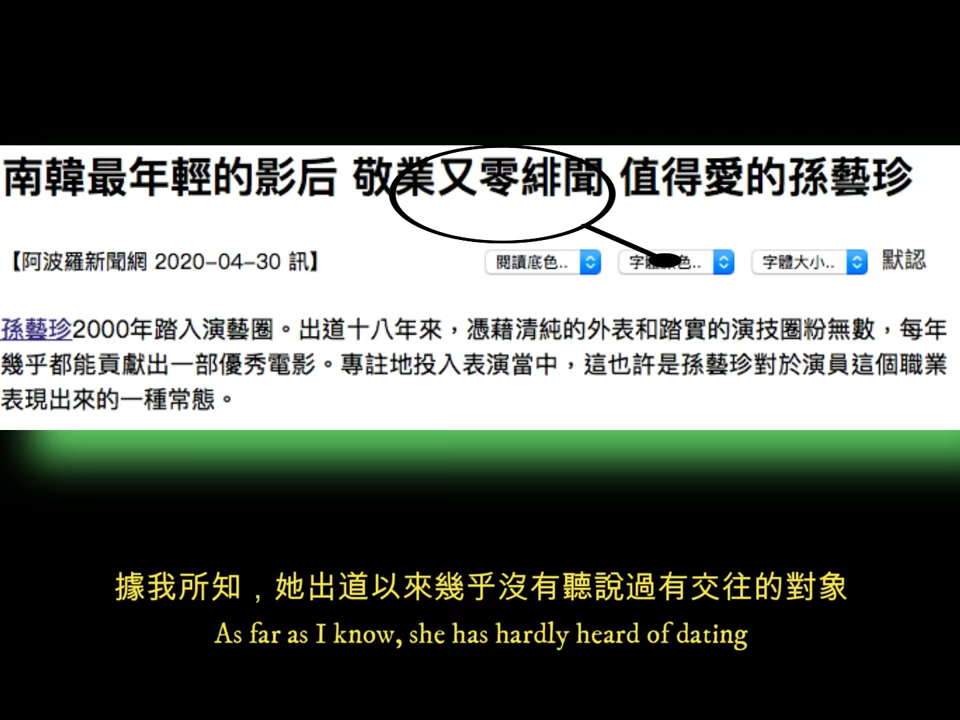 南韓最年輕的影后 敬業又零緋聞 值得愛的孫藝珍
【阿波羅新聞網 2020-04-30 訊】 閱讀底色.. 字體顏色.. 字體大小.. 默認
孫藝珍2000年踏入演藝圈。出道十八年來，憑藉清純的外表和踏實的演技圈粉無數，每年
幾乎都能貢獻出一部優秀電影。專註地投入表演當中，這也許是孫藝珍對於演員這個職業
表現出來的一種常態。
據我所知，她出道以來幾乎沒有聽說過有交往的對象
As far as I know, she has hardly heard of dating